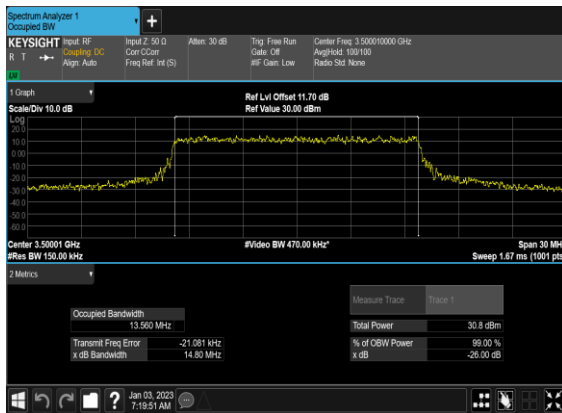 Spectrum Analyzer 1
Occupied BW
KEYSIGHT
R T
Input: RF
Coupling: DC
Align: Auto
Input Z: 50 Ω
Corr CCorr
Freq Ref: Int (S)
Atten: 30 dB
Trig: Free Run
Gate: Off
#IF Gain: Low
Center Freq: 3.500010000 GHz
Avg|Hold: 100/100
Radio Std: None
1 Graph
Scale/Div 10.0 dB
Ref Lvl Offset 11.70 dB
Ref Value 30.00 dBm
Log
20.0
10.0
0.00
-10.0
-20.0
-30.0
-40.0
-50.0
-60.0
Center 3.50001 GHz
#Video BW 470.00 kHz*
Span 30 MH
#Res BW 150.00 kHz
Sweep 1.67 ms (1001 pts
2 Metrics
Measure Trace Trace 1
Occupied Bandwidth
13.560 MHz
Total Power 30.8 dBm
Transmit Freq Error -21.081 kHz
% of OBW Power 99.00 %
x dB Bandwidth 14.80 MHz
x dB -26.00 dB
?
Jan 03, 2023
7:19:51 AM